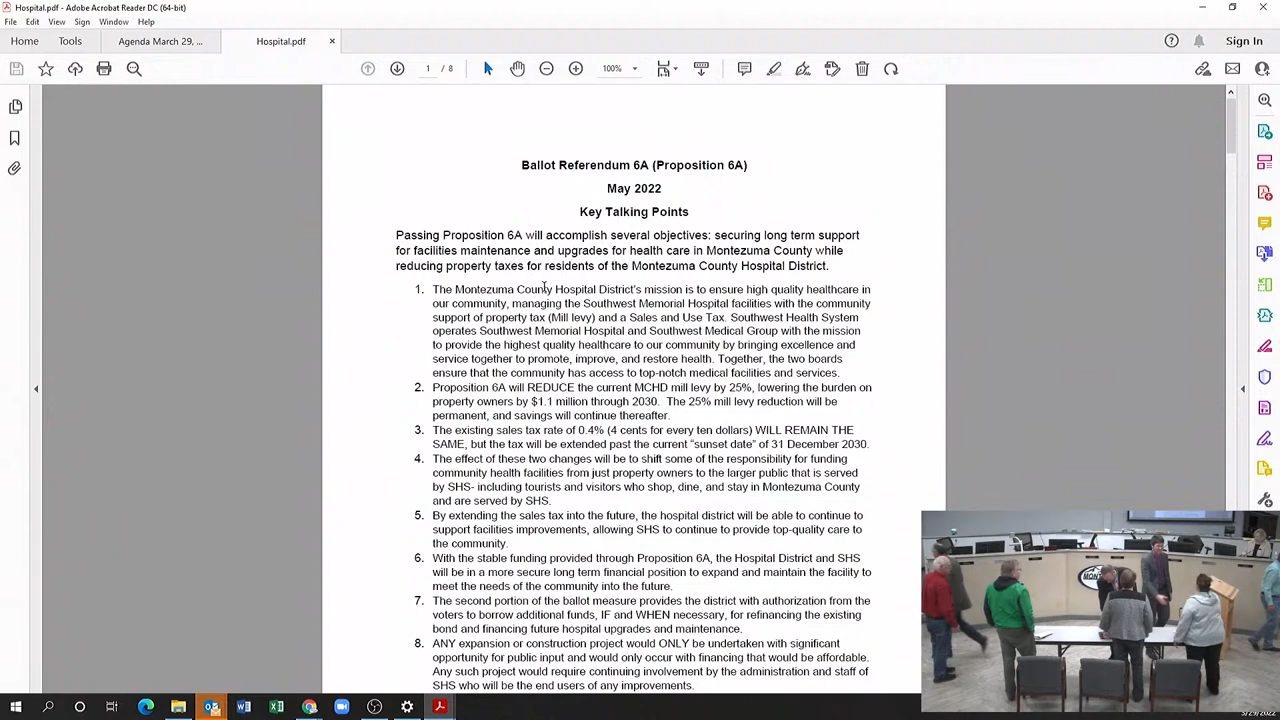 Hospital.pdf - Adobe Acrobat Reader DC (64-bit)
File Edit View Sign Window Help
Home Tools Agenda March 29, ... Hospital.pdf × Sign In
1 / 8 100%
Ballot Referendum 6A (Proposition 6A)
May 2022
Key Talking Points
Passing Proposition 6A will accomplish several objectives: securing long term support
for facilities maintenance and upgrades for health care in Montezuma County while
reducing property taxes for residents of the Montezuma County Hospital District.
1. The Montezuma County Hospital District's mission is to ensure high quality healthcare in
our community, managing the Southwest Memorial Hospital facilities with the community
support of property tax (Mill levy) and a Sales and Use Tax. Southwest Health System
operates Southwest Memorial Hospital and Southwest Medical Group with the mission
to provide the highest quality healthcare to our community by bringing excellence and
service together to promote, improve, and restore health. Together, the two boards
ensure that the community has access to top-notch medical facilities and services.
2. Proposition 6A will REDUCE the current MCHD mill levy by 25%, lowering the burden on
property owners by $1.1 million through 2030. The 25% mill levy reduction will be
permanent, and savings will continue thereafter.
3. The existing sales tax rate of 0.4% (4 cents for every ten dollars) WILL REMAIN THE
SAME, but the tax will be extended past the current "sunset date" of 31 December 2030.
4. The effect of these two changes will be to shift some of the responsibility for funding
community health facilities from just property owners to the larger public that is served
by SHS- including tourists and visitors who shop, dine, and stay in Montezuma County
and are served by SHS.
5. By extending the sales tax into the future, the hospital district will be able to continue to
support facilities improvements, allowing SHS to continue to provide top-quality care to
the community.
6. With the stable funding provided through Proposition 6A, the Hospital District and SHS
will be in a more secure long term financial position to expand and maintain the facility to
meet the needs of the community into the future.
7. The second portion of the ballot measure provides the district with authorization from the
voters to borrow additional funds, IF and WHEN necessary, for refinancing the existing
bond and financing future hospital upgrades and maintenance.
8. ANY expansion or construction project would ONLY be undertaken with significant
opportunity for public input and would only occur with financing that would be affordable.
Any such project would require continuing involvement by the administration and staff of
SHS who will be the end users of any improvements.
MONT
3/29/2022